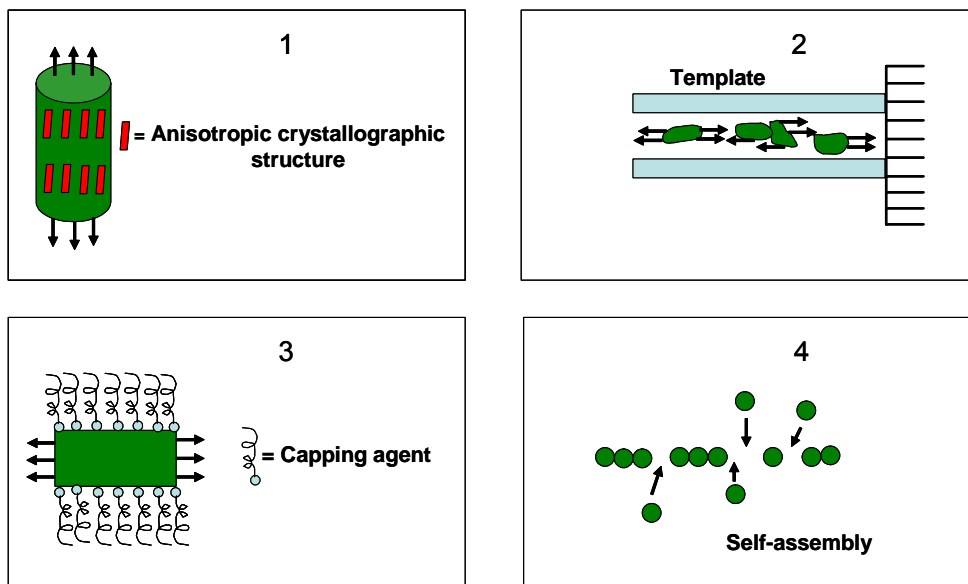 1
= Anisotropic crystallographic
structure
2
Template
3
= Capping agent
4
Self-assembly